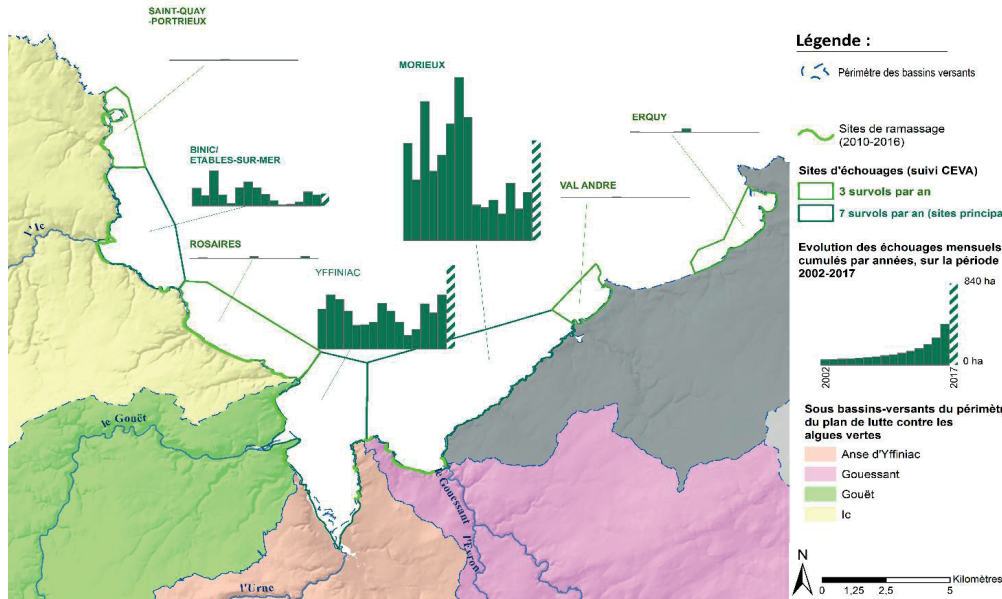 SAINT-QUAY
-PORTRIEUX
MORIEUX
ERQUY
BINIC/
ETABLES-SUR-MER
VAL ANDRE
ROSAIRES
YFFINIAC
l'Ic
le Gouët
le Gouessant
l'Evron
l'Urne
Légende :
Périmètre des bassins versants
Sites de ramassage
(2010-2016)
Sites d'échouages (suivi CEVA)
3 survols par an
7 survols par an (sites principa
Evolution des échouages mensuels
cumulés par années, sur la période
2002-2017
840 ha
0 ha
2002
2017
Sous bassins-versants du périmètr
du plan de lutte contre les
algues vertes
Anse d'Yffiniac
Gouessant
Gouët
Ic
N
0 1,25 2,5 5
Kilomètres